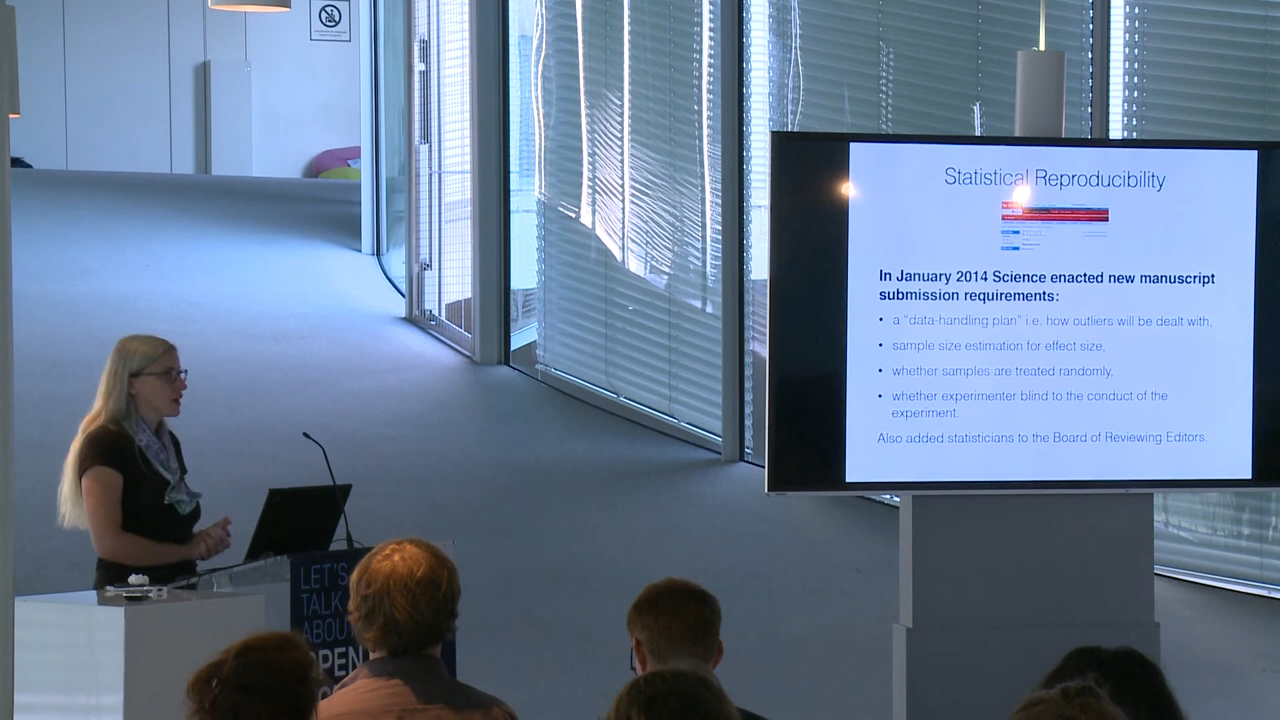 Statistical Reproducibility
In January 2014 Science enacted new manuscript
submission requirements:
• a "data-handling plan" i.e. how outliers will be dealt with,
• sample size estimation for effect size,
• whether samples are treated randomly,
• whether experimenter blind to the conduct of the
experiment.
Also added statisticians to the Board of Reviewing Editors.
LET'S
TALK
ABOU
PEN